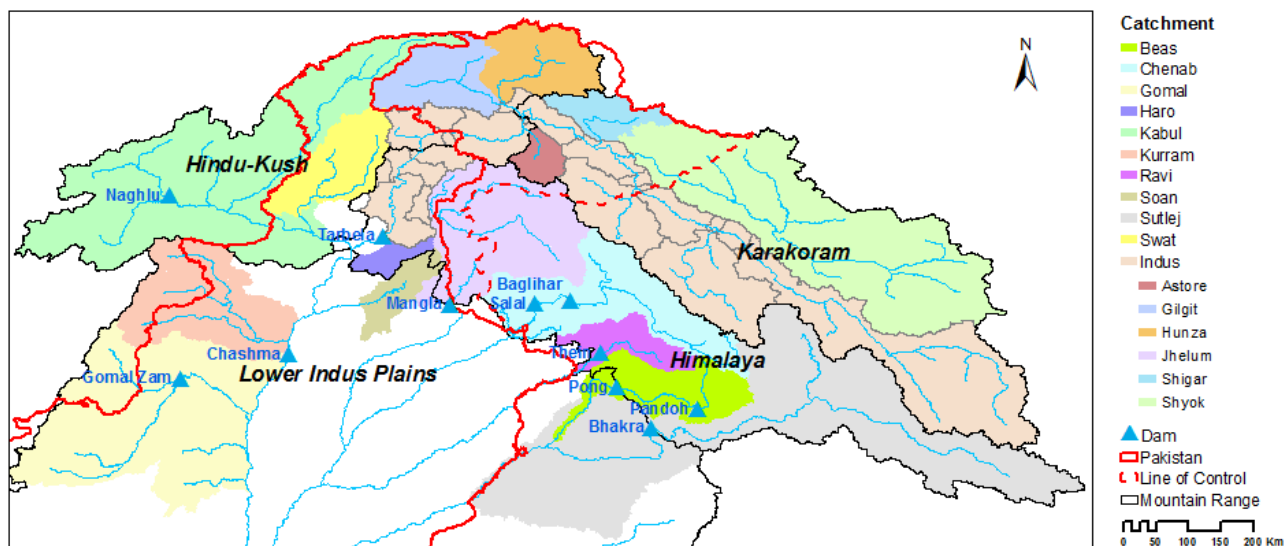 N
Hindu-Kush
Naghlu
Tarbela
Karakoram
Baglihar
Mangla
Salal
Chashma
Lower Indus Plains
Thein
Himalaya
Gomal Zam
Pong
Pandoh
Bhakra
Catchment
Beas
Chenab
Gomal
Haro
Kabul
Kurram
Ravi
Soan
Sutlej
Swat
Indus
Astore
Gilgit
Hunza
Jhelum
Shigar
Shyok
Dam
Pakistan
Line of Control
Mountain Range
0 50 100 150 200 Km